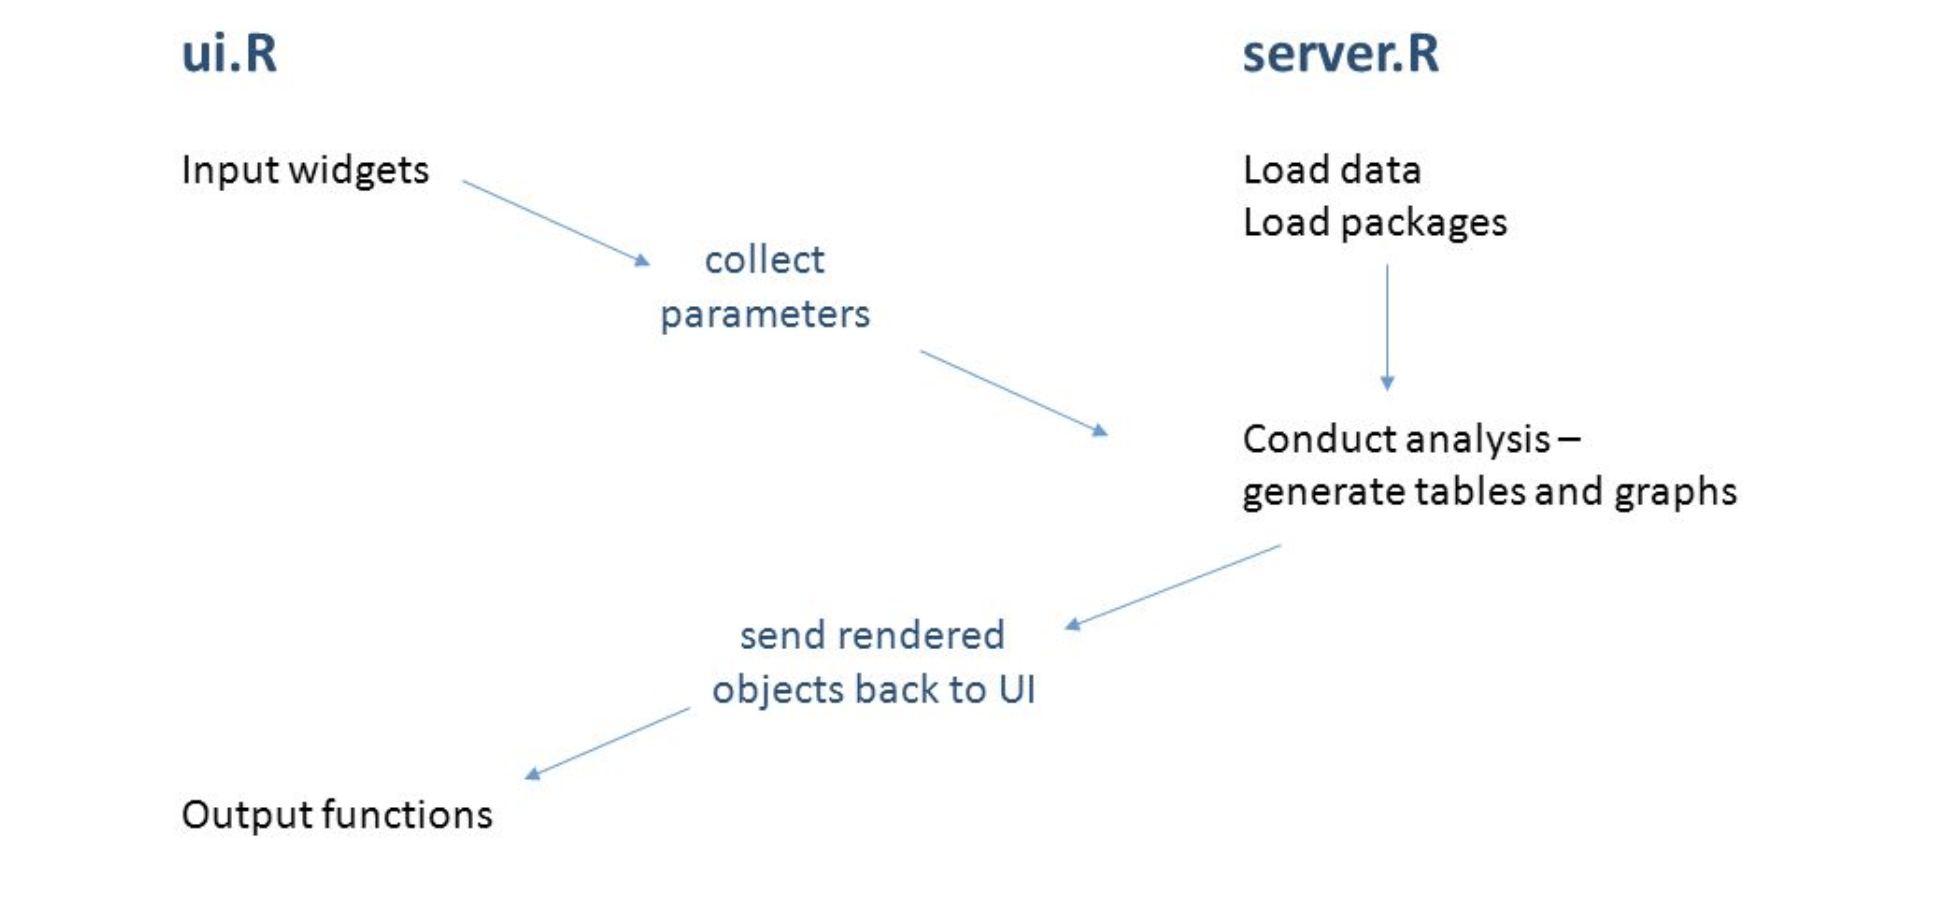 ui.R
server.R
Input widgets
Load data
Load packages
collect
parameters
Conduct analysis –
generate tables and graphs
send rendered
objects back to UI
Output functions